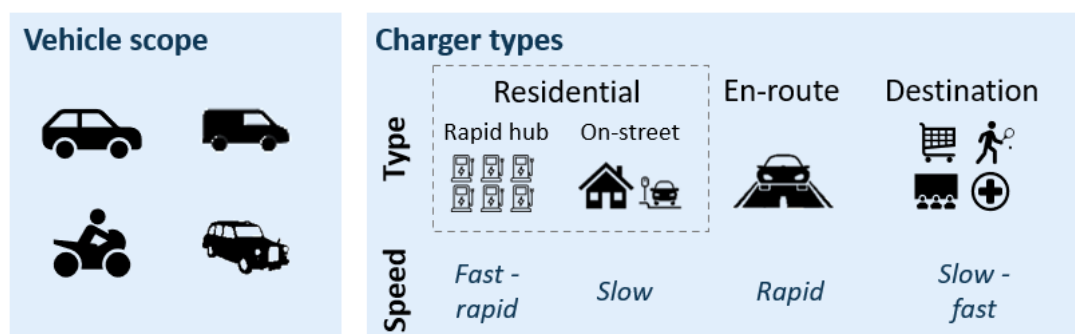 Vehicle scope
Charger types
Type
Residential
En-route
Destination
Rapid hub
On-street
Speed
Fast -
rapid
Slow
Rapid
Slow -
fast